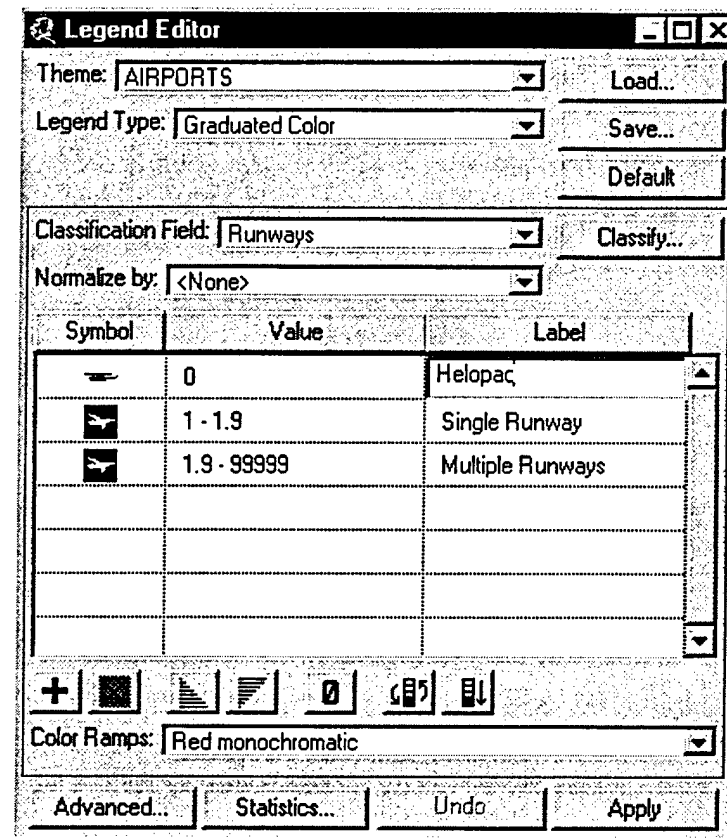 Legend Editor
Theme: AIRPORTS
Load...
Legend Type: Graduated Color
Save...
Default
Classification Field: Runways
Classify...
Normalize by: <None>
Symbol Value Label
0 Helopac
1 - 1.9 Single Runway
1.9 - 99999 Multiple Runways
Color Ramps: Red monochromatic
Advanced... Statistics... Undo Apply